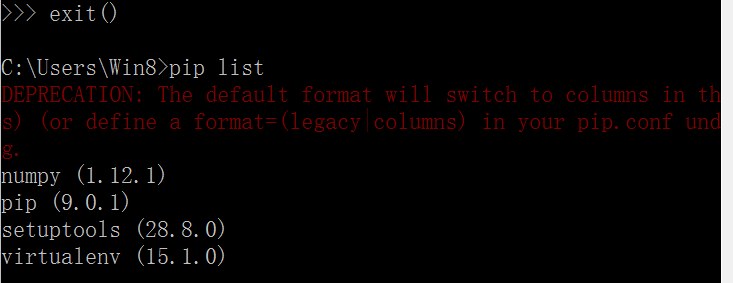 >>> exit()
C:\Users\Win8>pip list
DEPRECATION: The default format will switch to columns in th
s) (or define a format=(legacy|columns) in your pip.conf und
g.
numpy (1.12.1)
pip (9.0.1)
setuptools (28.8.0)
virtualenv (15.1.0)